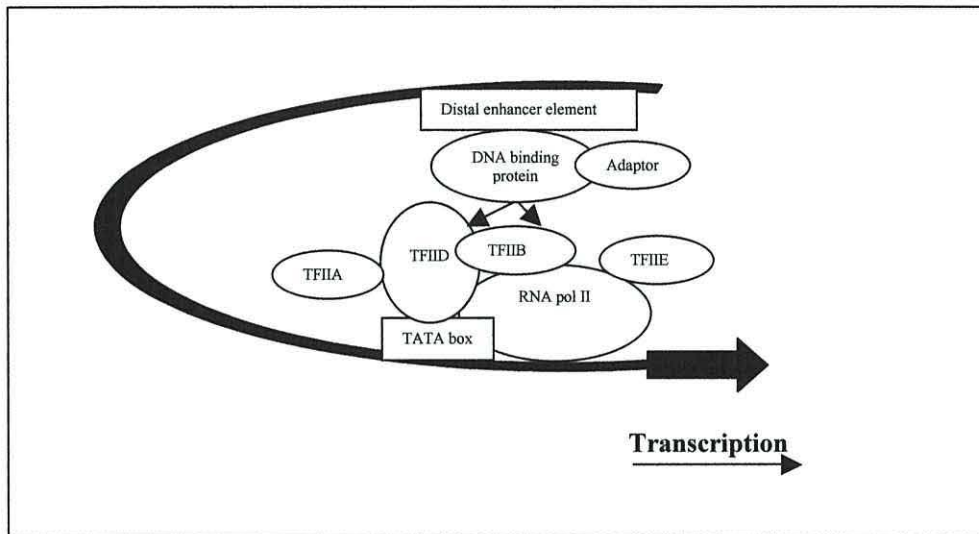 Distal enhancer element
DNA binding
protein
Adaptor
TFIID
TFIIB
TFIIE
TFIIA
RNA pol II
TATA box
Transcription